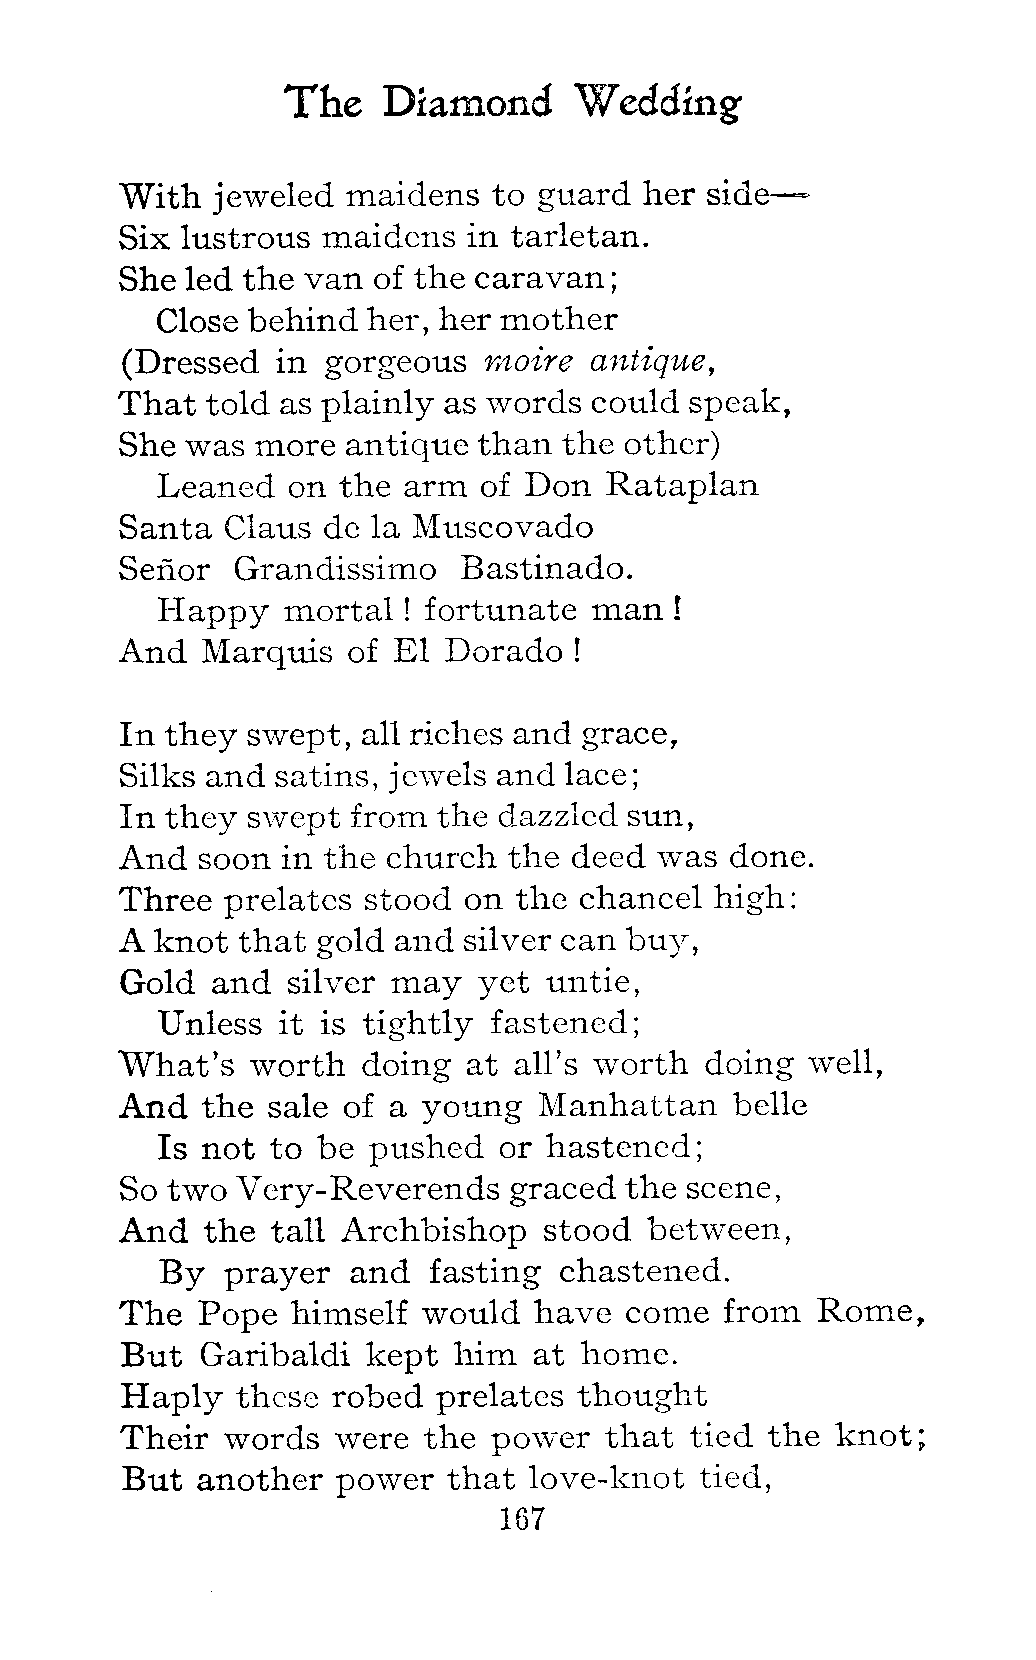 The Diamond Wedding
With jeweled maidens to guard her side—
Six lustrous maidens in tarletan.
She led the van of the caravan;
Close behind her, her mother
(Dressed in gorgeous moire antique,
That told as plainly as words could speak,
She was more antique than the other)
Leaned on the arm of Don Rataplan
Santa Claus de la Muscovado
Señor Grandissimo Bastinado.
Happy mortal! fortunate man!
And Marquis of El Dorado!
In they swept, all riches and grace,
Silks and satins, jewels and lace;
In they swept from the dazzled sun,
And soon in the church the deed was done.
Three prelates stood on the chancel high:
A knot that gold and silver can buy,
Gold and silver may yet untie,
Unless it is tightly fastened;
What's worth doing at all's worth doing well,
And the sale of a young Manhattan belle
Is not to be pushed or hastened;
So two Very-Reverends graced the scene,
And the tall Archbishop stood between,
By prayer and fasting chastened.
The Pope himself would have come from Rome,
But Garibaldi kept him at home.
Haply these robed prelates thought
Their words were the power that tied the knot;
But another power that love-knot tied,
167